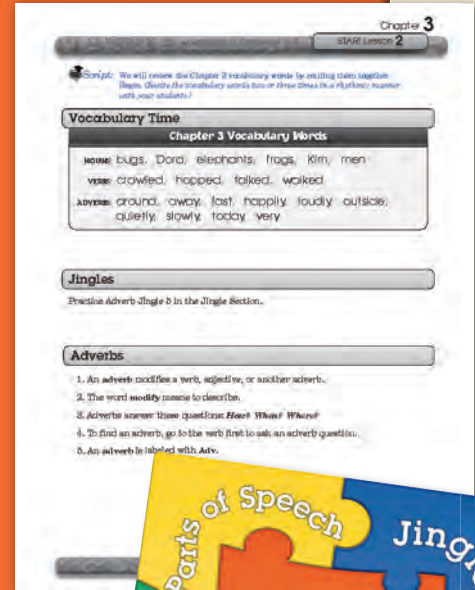 Chapter 3
START Lesson 2
Script: We will review the Chapter 3 vocabulary words by reciting them together.
Begin. (Recite the vocabulary words two or three times in a rhythmic manner
with your students.)
Vocabulary Time
Chapter 3 Vocabulary Words
NOUNS: bugs, Dora, elephants, frogs, Kim, men
VERBS: crawled, hopped, talked, walked
ADVERBS: around, away, fast, happily, loudly, outside,
quietly, slowly, today, very
Jingles
Practice Adverb Jingle 5 in the Jingle Section.
Adverbs
1. An adverb modifies a verb, adjective, or another adverb.
2. The word modify means to describe.
3. Adverbs answer these questions: How? When? Where?
4. To find an adverb, go to the verb first to ask an adverb question.
5. An adverb is labeled with Adv.
Parts of Speech
Jing